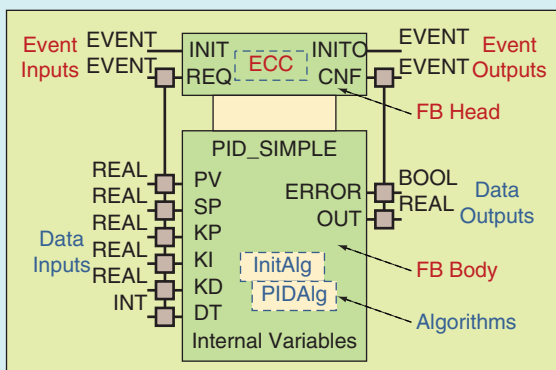 Event Inputs
EVENT
EVENT
INIT
INITO
REQ
ECC
CNF
EVENT
EVENT
Event Outputs
FB Head
PID_SIMPLE
REAL
PV
REAL
SP
REAL
KP
REAL
KI
REAL
KD
INT
DT
Data Inputs
ERROR
OUT
BOOL
REAL
Data Outputs
InitAlg
PIDAlg
FB Body
Algorithms
Internal Variables